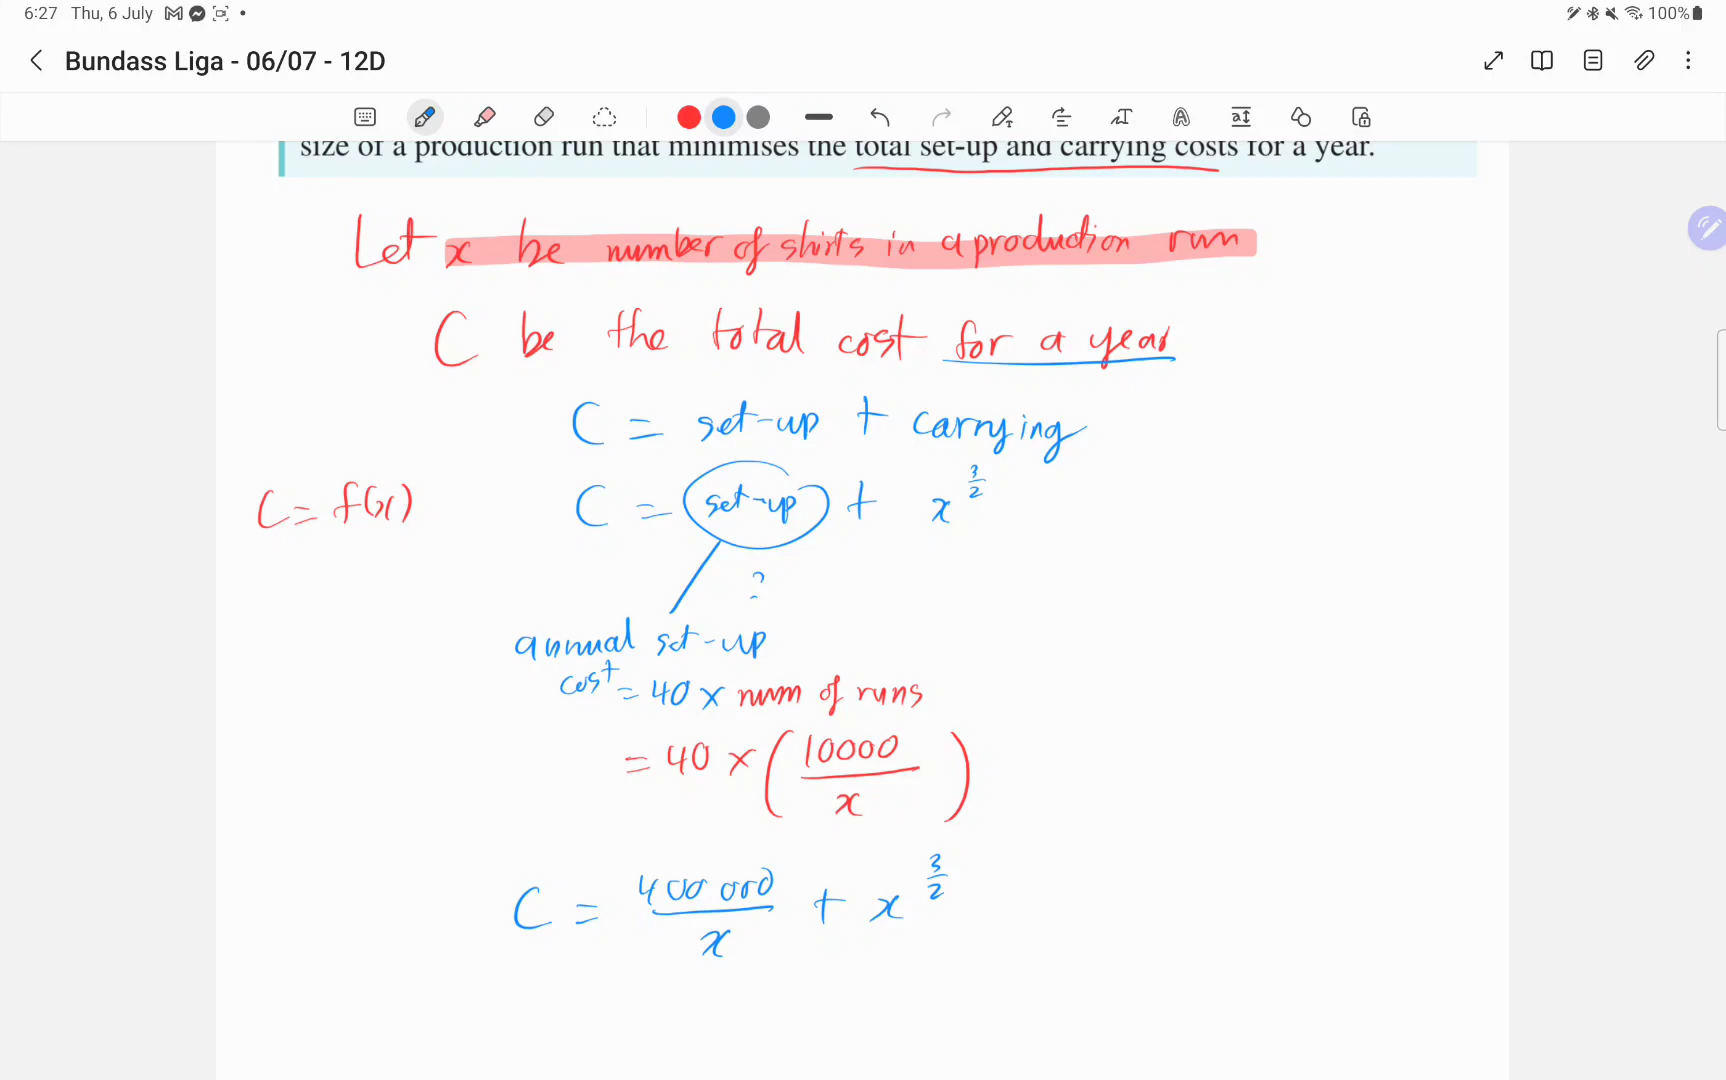 6:27 Thu, 6 July 100%
Bundass Liga - 06/07 - 12D
size of a production run that minimises the total set-up and carrying costs for a year.
Let x be number of shirts in a production run
C be the total cost for a year
C = set-up + carrying
C = f(x)
C = set-up + x^{3/2}
?
annual set-up
cost = 40 × num of runs
= 40 × (10000/x)
C = 400 000/x + x^{3/2}